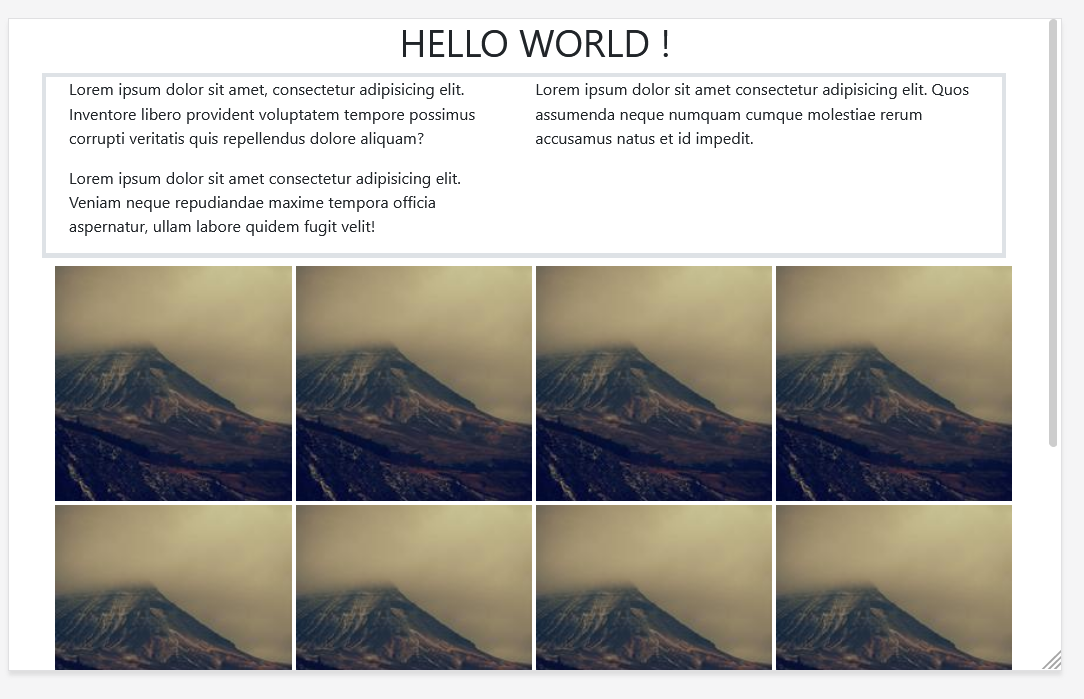 HELLO WORLD !
Lorem ipsum dolor sit amet, consectetur adipisicing elit.
Inventore libero provident voluptatem tempore possimus
corrupti veritatis quis repellendus dolore aliquam?
Lorem ipsum dolor sit amet consectetur adipisicing elit.
Veniam neque repudiandae maxime tempora officia
aspernatur, ullam labore quidem fugit velit!
Lorem ipsum dolor sit amet consectetur adipisicing elit. Quos
assumenda neque numquam cumque molestiae rerum
accusamus natus et id impedit.